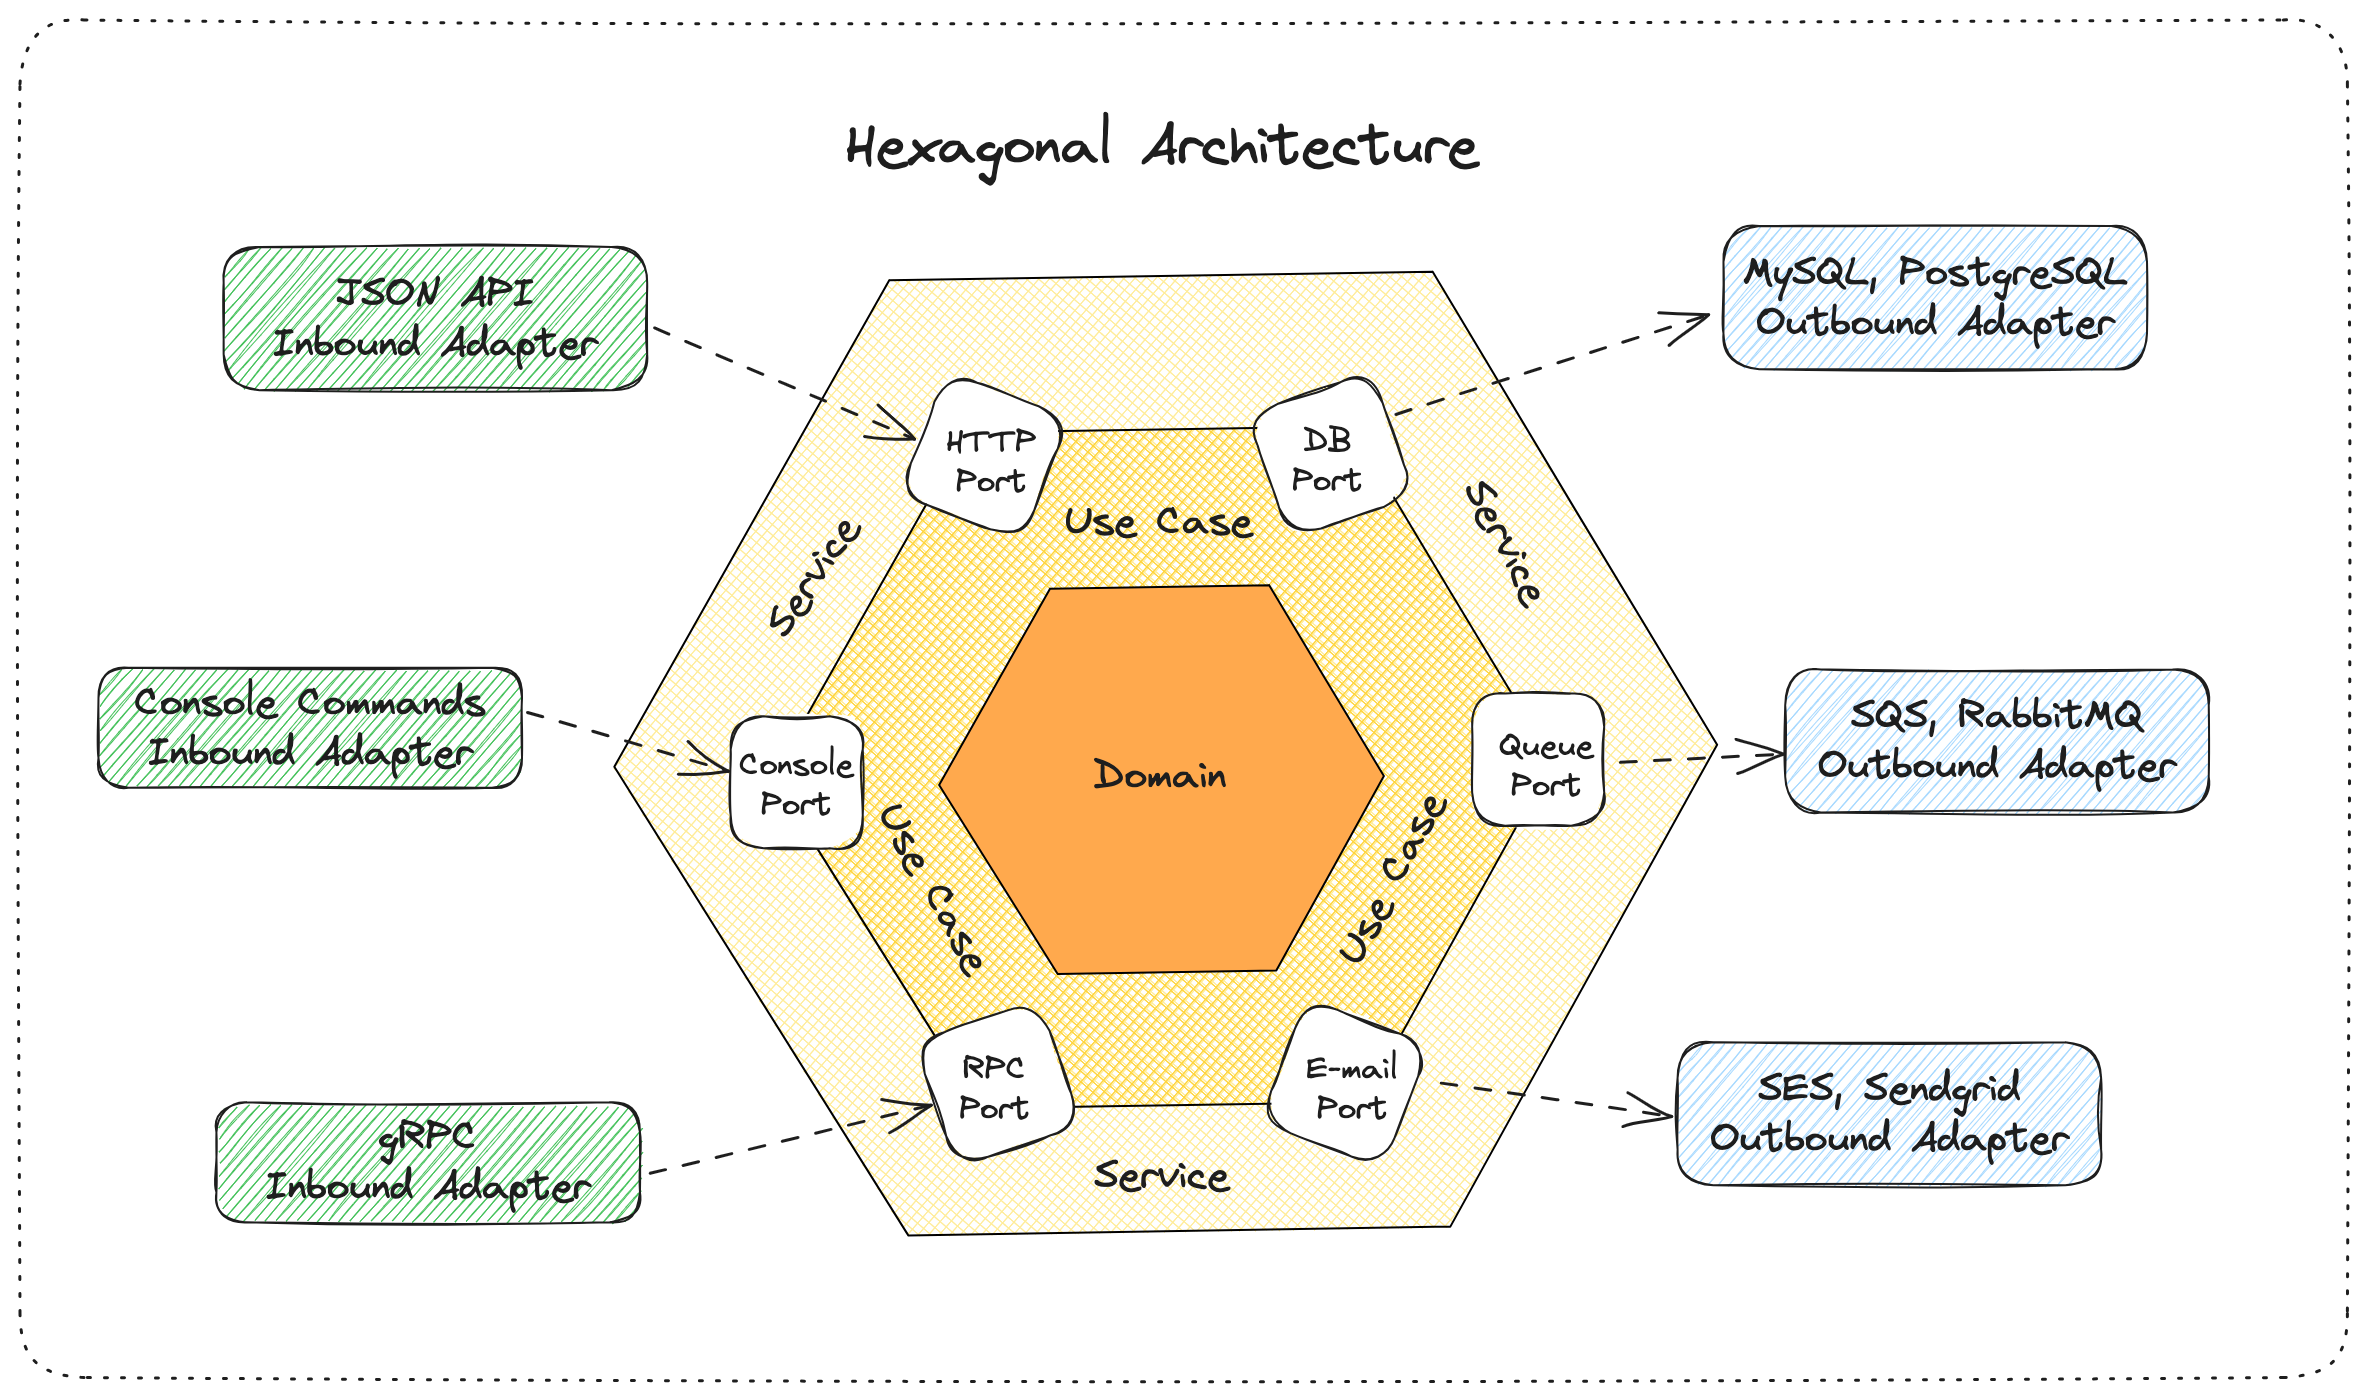 Hexagonal Architecture
JSON API
Inbound Adapter
MySQL, PostgreSQL
Outbound Adapter
HTTP
Port
DB
Port
Use Case
Service
Service
Console Commands
Inbound Adapter
Console
Port
Domain
Queue
Port
SQS, RabbitMQ
Outbound Adapter
Use Case
Use Case
gRPC
Inbound Adapter
RPC
Port
E-mail
Port
SES, Sendgrid
Outbound Adapter
Service